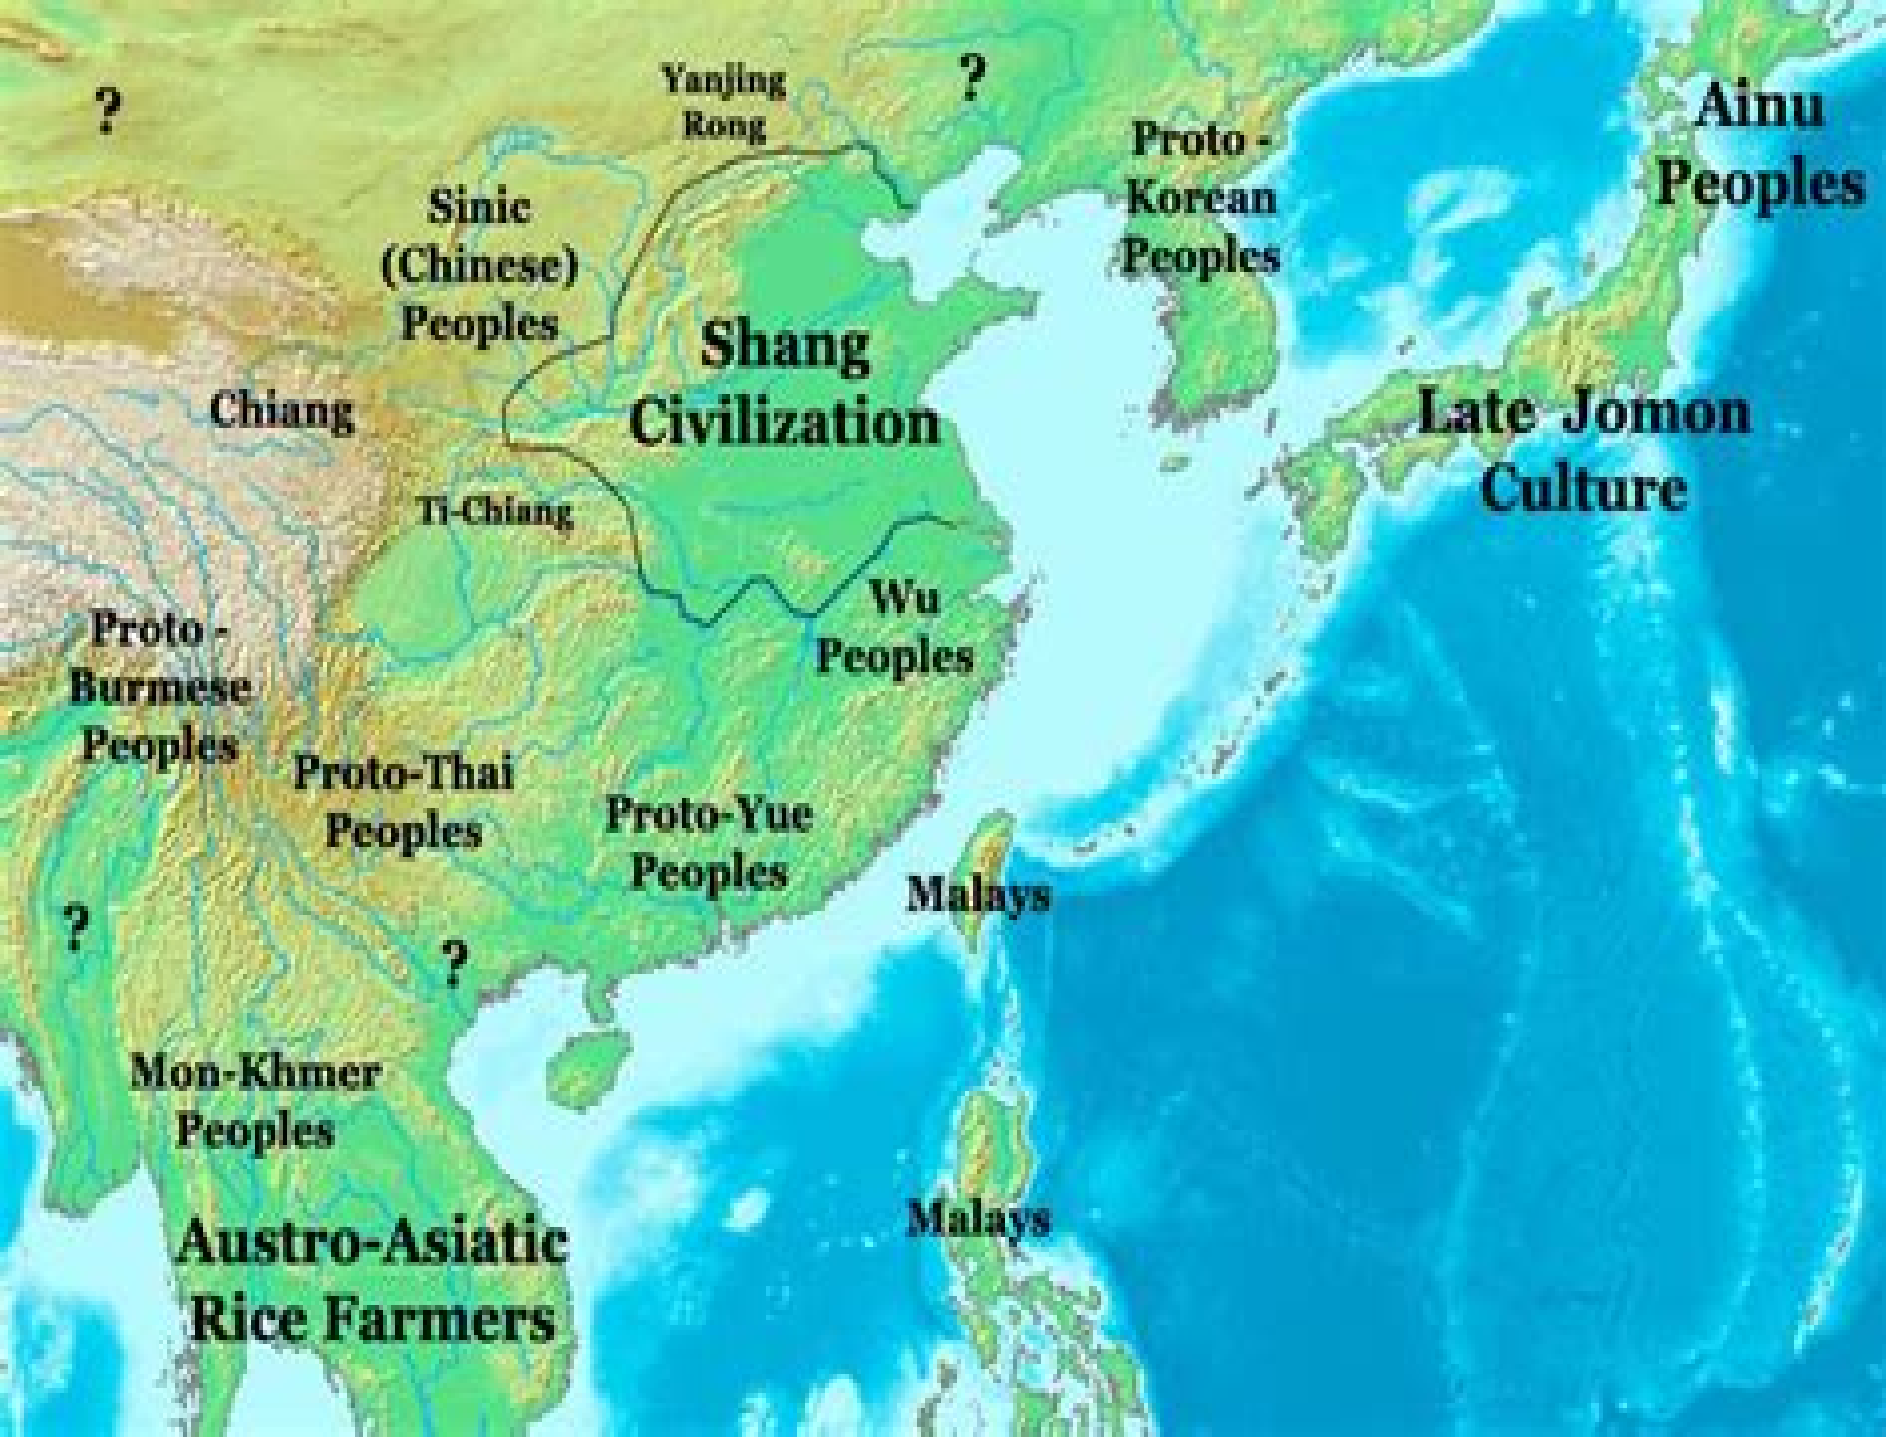 ?
Yanjing
Rong
?
Ainu
Peoples
Proto -
Korean
Peoples
Sinic
(Chinese)
Peoples
Shang
Civilization
Chiang
Late Jomon
Culture
Ti-Chiang
Wu
Peoples
Proto -
Burmese
Peoples
Proto-Thai
Peoples
Proto-Yue
Peoples
Malays
?
?
Mon-Khmer
Peoples
Malays
Austro-Asiatic
Rice Farmers